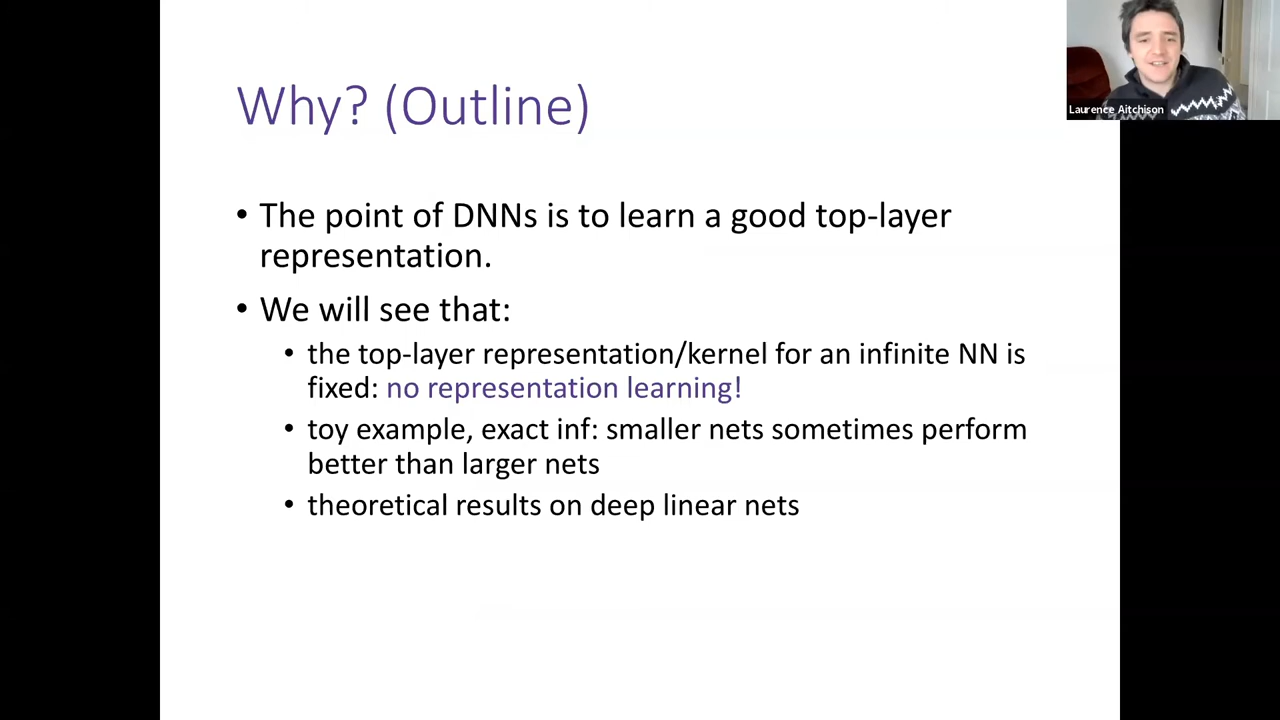 Laurence Aitchison
Why? (Outline)
• The point of DNNs is to learn a good top-layer
representation.
• We will see that:
• the top-layer representation/kernel for an infinite NN is
fixed: no representation learning!
• toy example, exact inf: smaller nets sometimes perform
better than larger nets
• theoretical results on deep linear nets